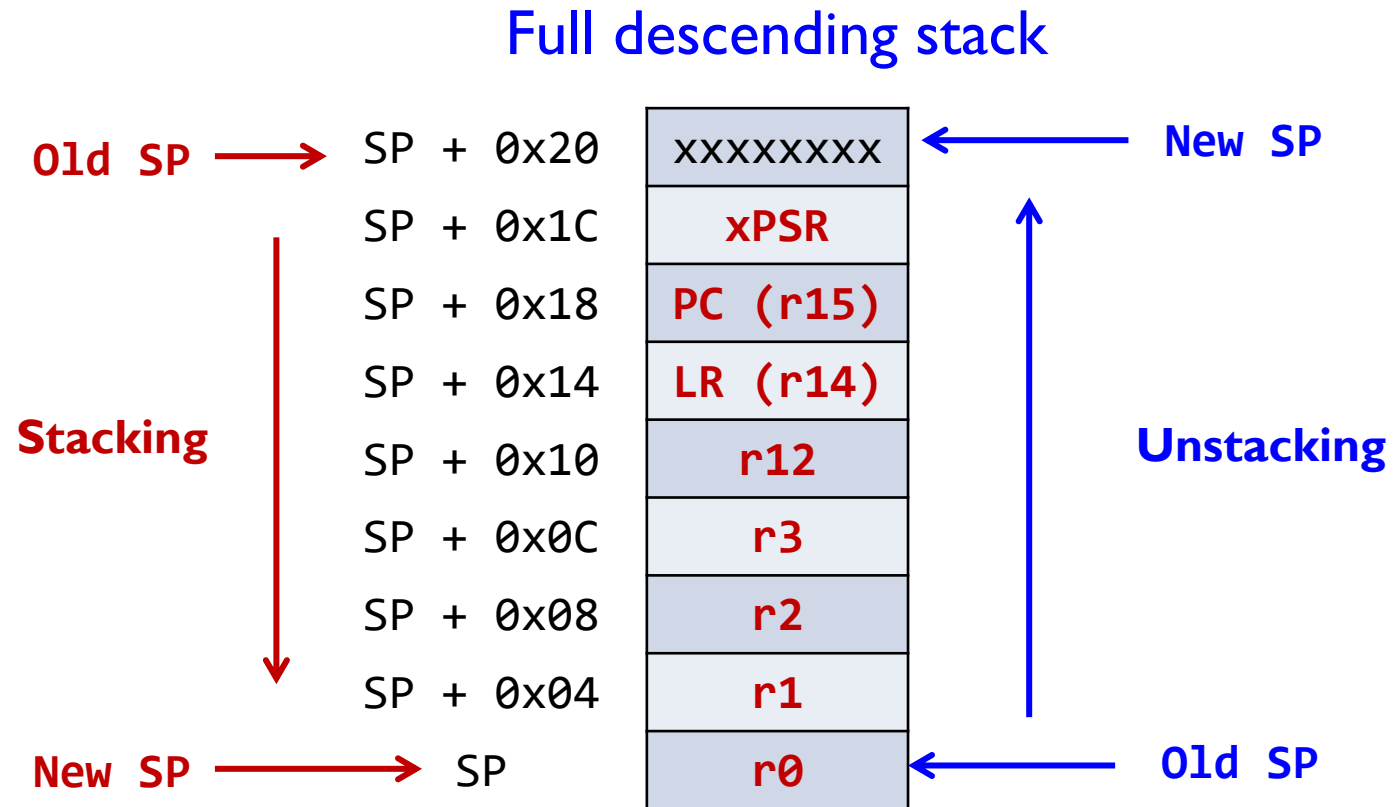 Full descending stack
Old SP SP + 0x20 xxxxxxxx New SP
SP + 0x1C xPSR
SP + 0x18 PC (r15)
SP + 0x14 LR (r14)
Stacking SP + 0x10 r12 Unstacking
SP + 0x0C r3
SP + 0x08 r2
SP + 0x04 r1
New SP SP r0 Old SP